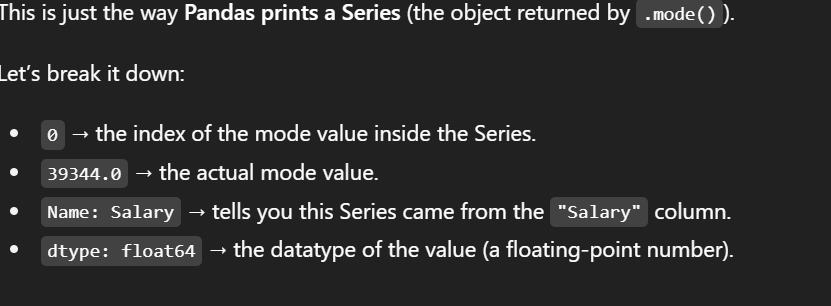 This is just the way Pandas prints a Series (the object returned by .mode()).
Let's break it down:
• 0 → the index of the mode value inside the Series.
• 39344.0 → the actual mode value.
• Name: Salary → tells you this Series came from the "Salary" column.
• dtype: float64 → the datatype of the value (a floating-point number).